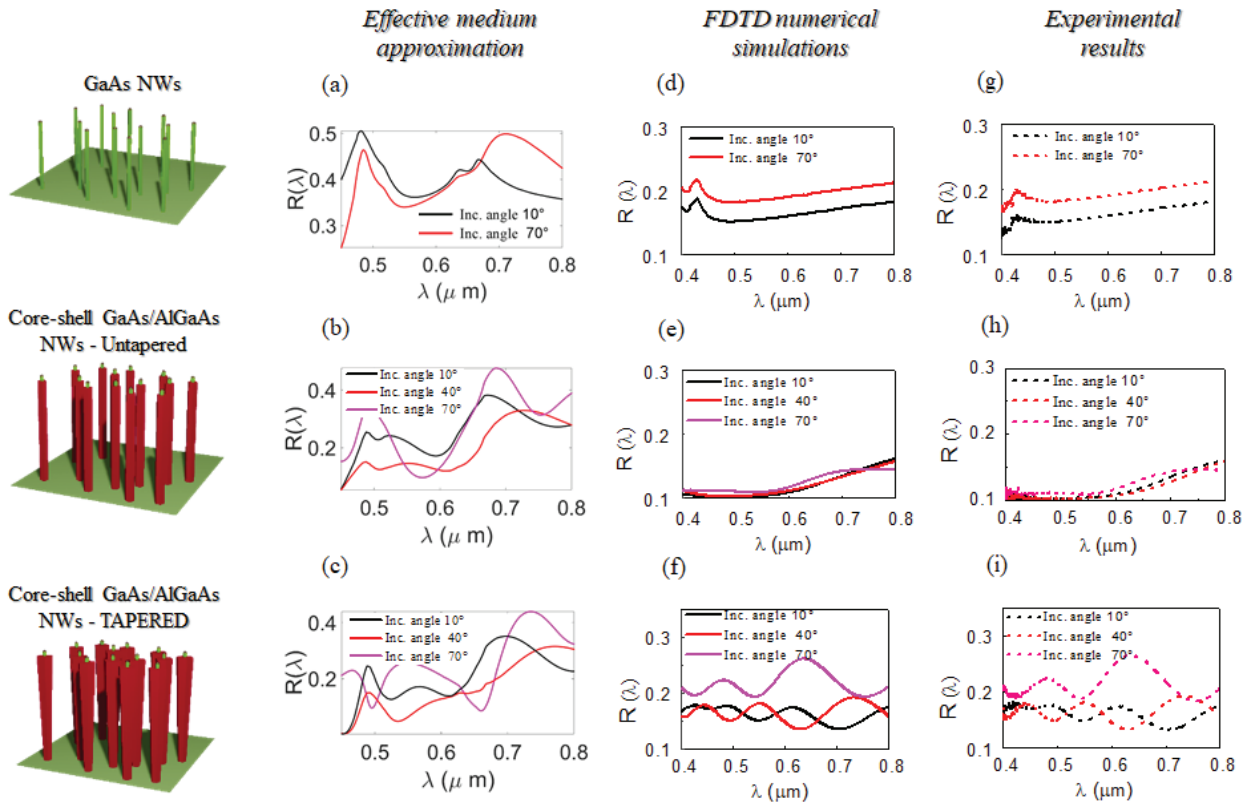 Effective medium
approximation
FDTD numerical
simulations
Experimental
results
GaAs NWs
(a)
0.5
0.4
0.3
R(λ)
Inc. angle 10°
Inc. angle 70°
0.5 0.6 0.7 0.8
λ (μ m)
(d)
0.3
0.2
0.1
R (λ)
Inc. angle 10°
Inc. angle 70°
0.4 0.5 0.6 0.7 0.8
λ (μm)
(g)
0.3
0.2
0.1
R (λ)
Inc. angle 10°
Inc. angle 70°
0.4 0.5 0.6 0.7 0.8
λ (μm)
Core-shell GaAs/AlGaAs
NWs - Untapered
(b)
0.4
0.2
R(λ)
Inc. angle 10°
Inc. angle 40°
Inc. angle 70°
0.5 0.6 0.7 0.8
λ (μ m)
(e)
0.3
0.2
0.1
R (λ)
Inc. angle 10°
Inc. angle 40°
Inc. angle 70°
0.4 0.5 0.6 0.7 0.8
λ (μm)
(h)
0.3
0.2
0.1
R (λ)
Inc. angle 10°
Inc. angle 40°
Inc. angle 70°
0.4 0.5 0.6 0.7 0.8
λ (μm)
Core-shell GaAs/AlGaAs
NWs - TAPERED
(c)
0.4
0.2
R(λ)
Inc. angle 10°
Inc. angle 40°
Inc. angle 70°
0.5 0.6 0.7 0.8
λ (μ m)
(f)
0.3
0.2
0.1
R (λ)
Inc. angle 10°
Inc. angle 40°
Inc. angle 70°
0.4 0.5 0.6 0.7 0.8
λ (μm)
(i)
0.3
0.2
0.1
R (λ)
Inc. angle 10°
Inc. angle 40°
Inc. angle 70°
0.4 0.5 0.6 0.7 0.8
λ (μm)